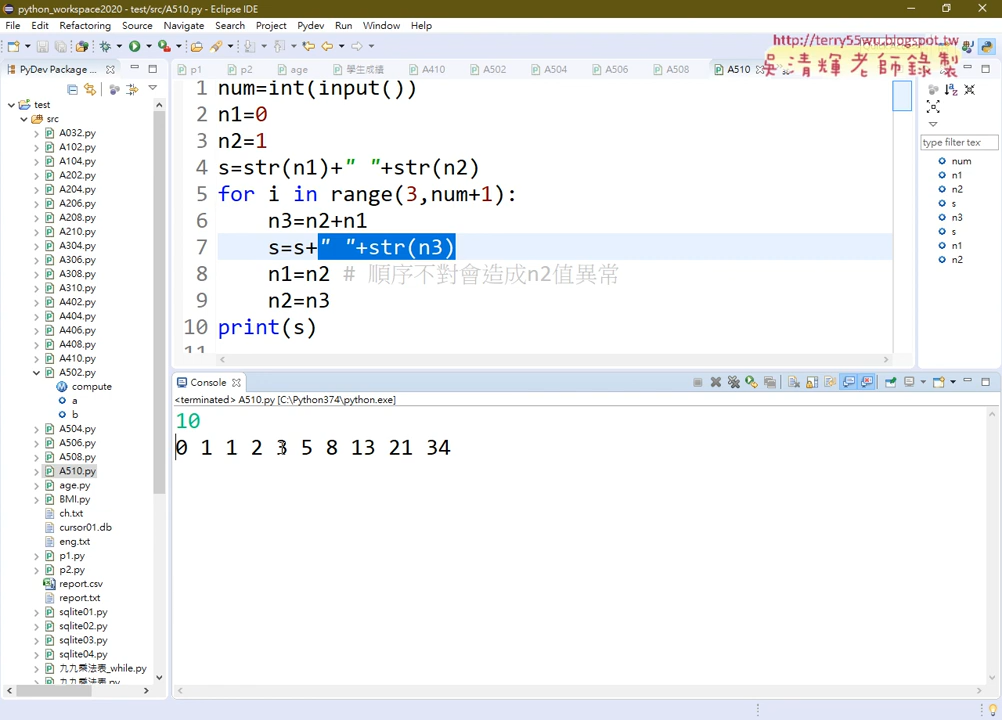 python_workspace2020 - test/src/A510.py - Eclipse IDE
File Edit Refactoring Source Navigate Search Project Pydev Run Window Help
http://terry55wu.blogspot.tw
吳清輝老師錄製
PyDev Package ...
p1 p2 age 學生成績 A410 A502 A504 A506 A508 A510
test
src
A032.py
A102.py
A104.py
A202.py
A204.py
A206.py
A208.py
A210.py
A304.py
A306.py
A308.py
A310.py
A402.py
A404.py
A406.py
A408.py
A410.py
A502.py
compute
a
b
A504.py
A506.py
A508.py
A510.py
age.py
BMI.py
ch.txt
cursor01.db
eng.txt
p1.py
p2.py
report.csv
report.txt
sqlite01.py
sqlite02.py
sqlite03.py
sqlite04.py
九九乘法表_while.py
九九乘法表.py
1 num=int(input())
2 n1=0
3 n2=1
4 s=str(n1)+" "+str(n2)
5 for i in range(3,num+1):
6 n3=n2+n1
7 s=s+" "+str(n3)
8 n1=n2 # 順序不對會造成n2值異常
9 n2=n3
10 print(s)
11
type filter tex
num
n1
n2
s
n3
s
n1
n2
Console
<terminated> A510.py [C:\Python374\python.exe]
10
0 1 1 2 3 5 8 13 21 34